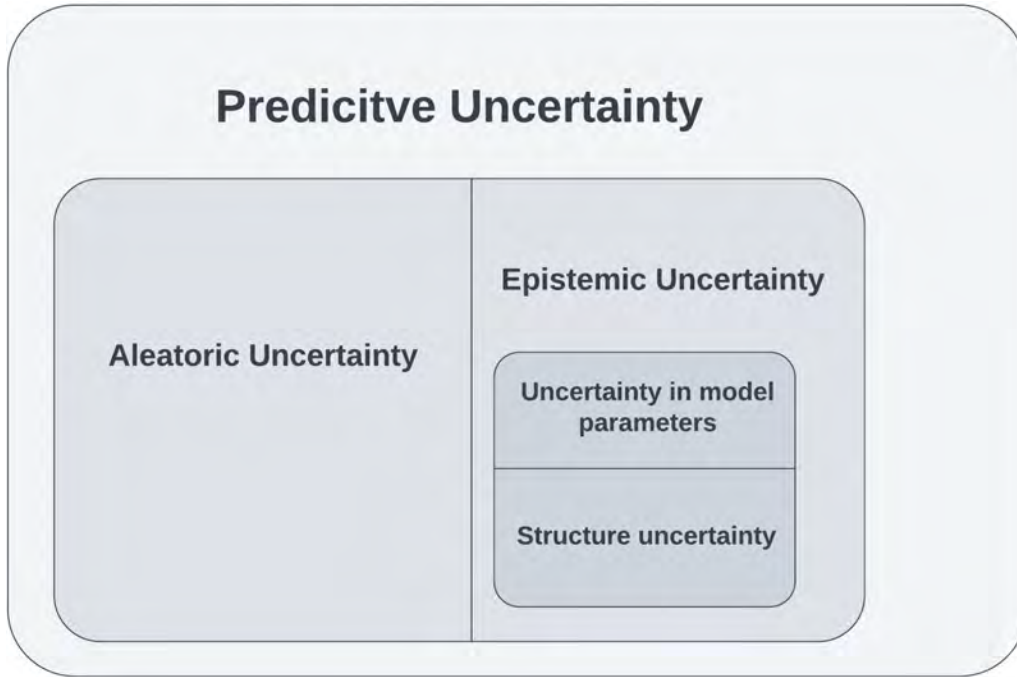 Predicitve Uncertainty
Aleatoric Uncertainty
Epistemic Uncertainty
Uncertainty in model
parameters
Structure uncertainty